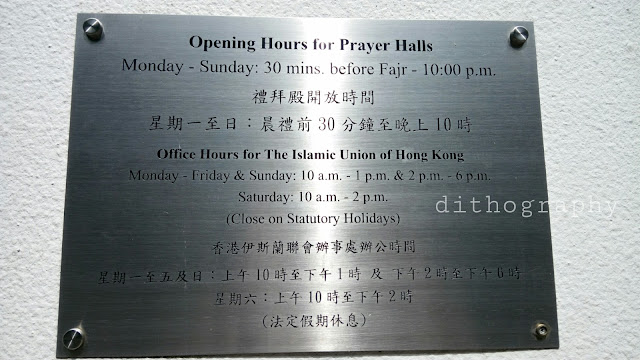 Opening Hours for Prayer Halls
Monday - Sunday: 30 mins. before Fajr - 10:00 p.m.
禮拜殿開放時間
星期一至日：晨禮前30分鐘至晚上10時
Office Hours for The Islamic Union of Hong Kong
Monday - Friday & Sunday: 10 a.m. - 1 p.m. & 2 p.m. - 6 p.m.
Saturday: 10 a.m. - 2 p.m.
(Close on Statutory Holidays)
dithography
香港伊斯蘭聯會辦事處辦公時間
星期一至五及日：上午10時至下午1時 及 下午2時至下午6時
星期六：上午10時至下午2時
（法定假期休息）